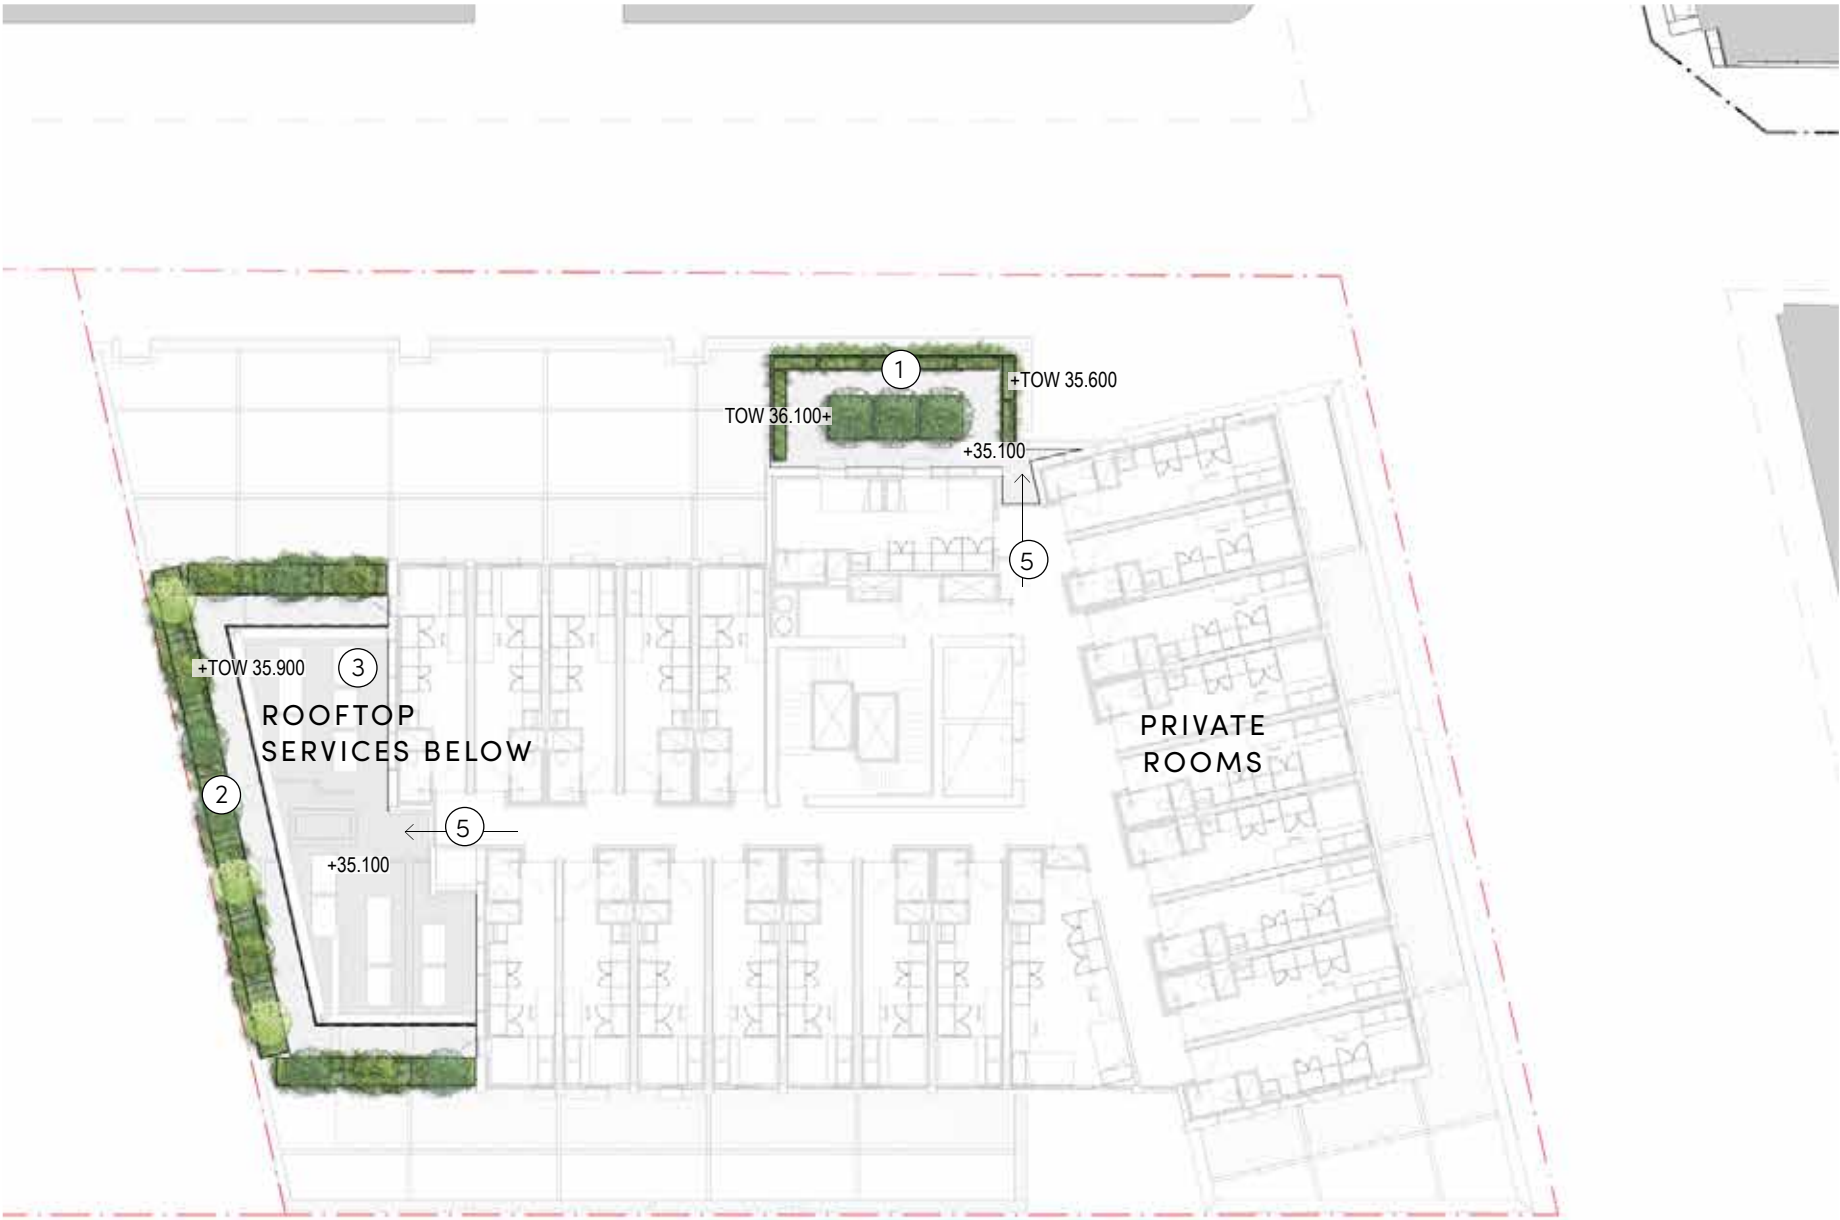 1
+TOW 35.600
TOW 36.100+
+35.100
5
+TOW 35.900
3
ROOFTOP
SERVICES BELOW
PRIVATE
ROOMS
2
5
+35.100